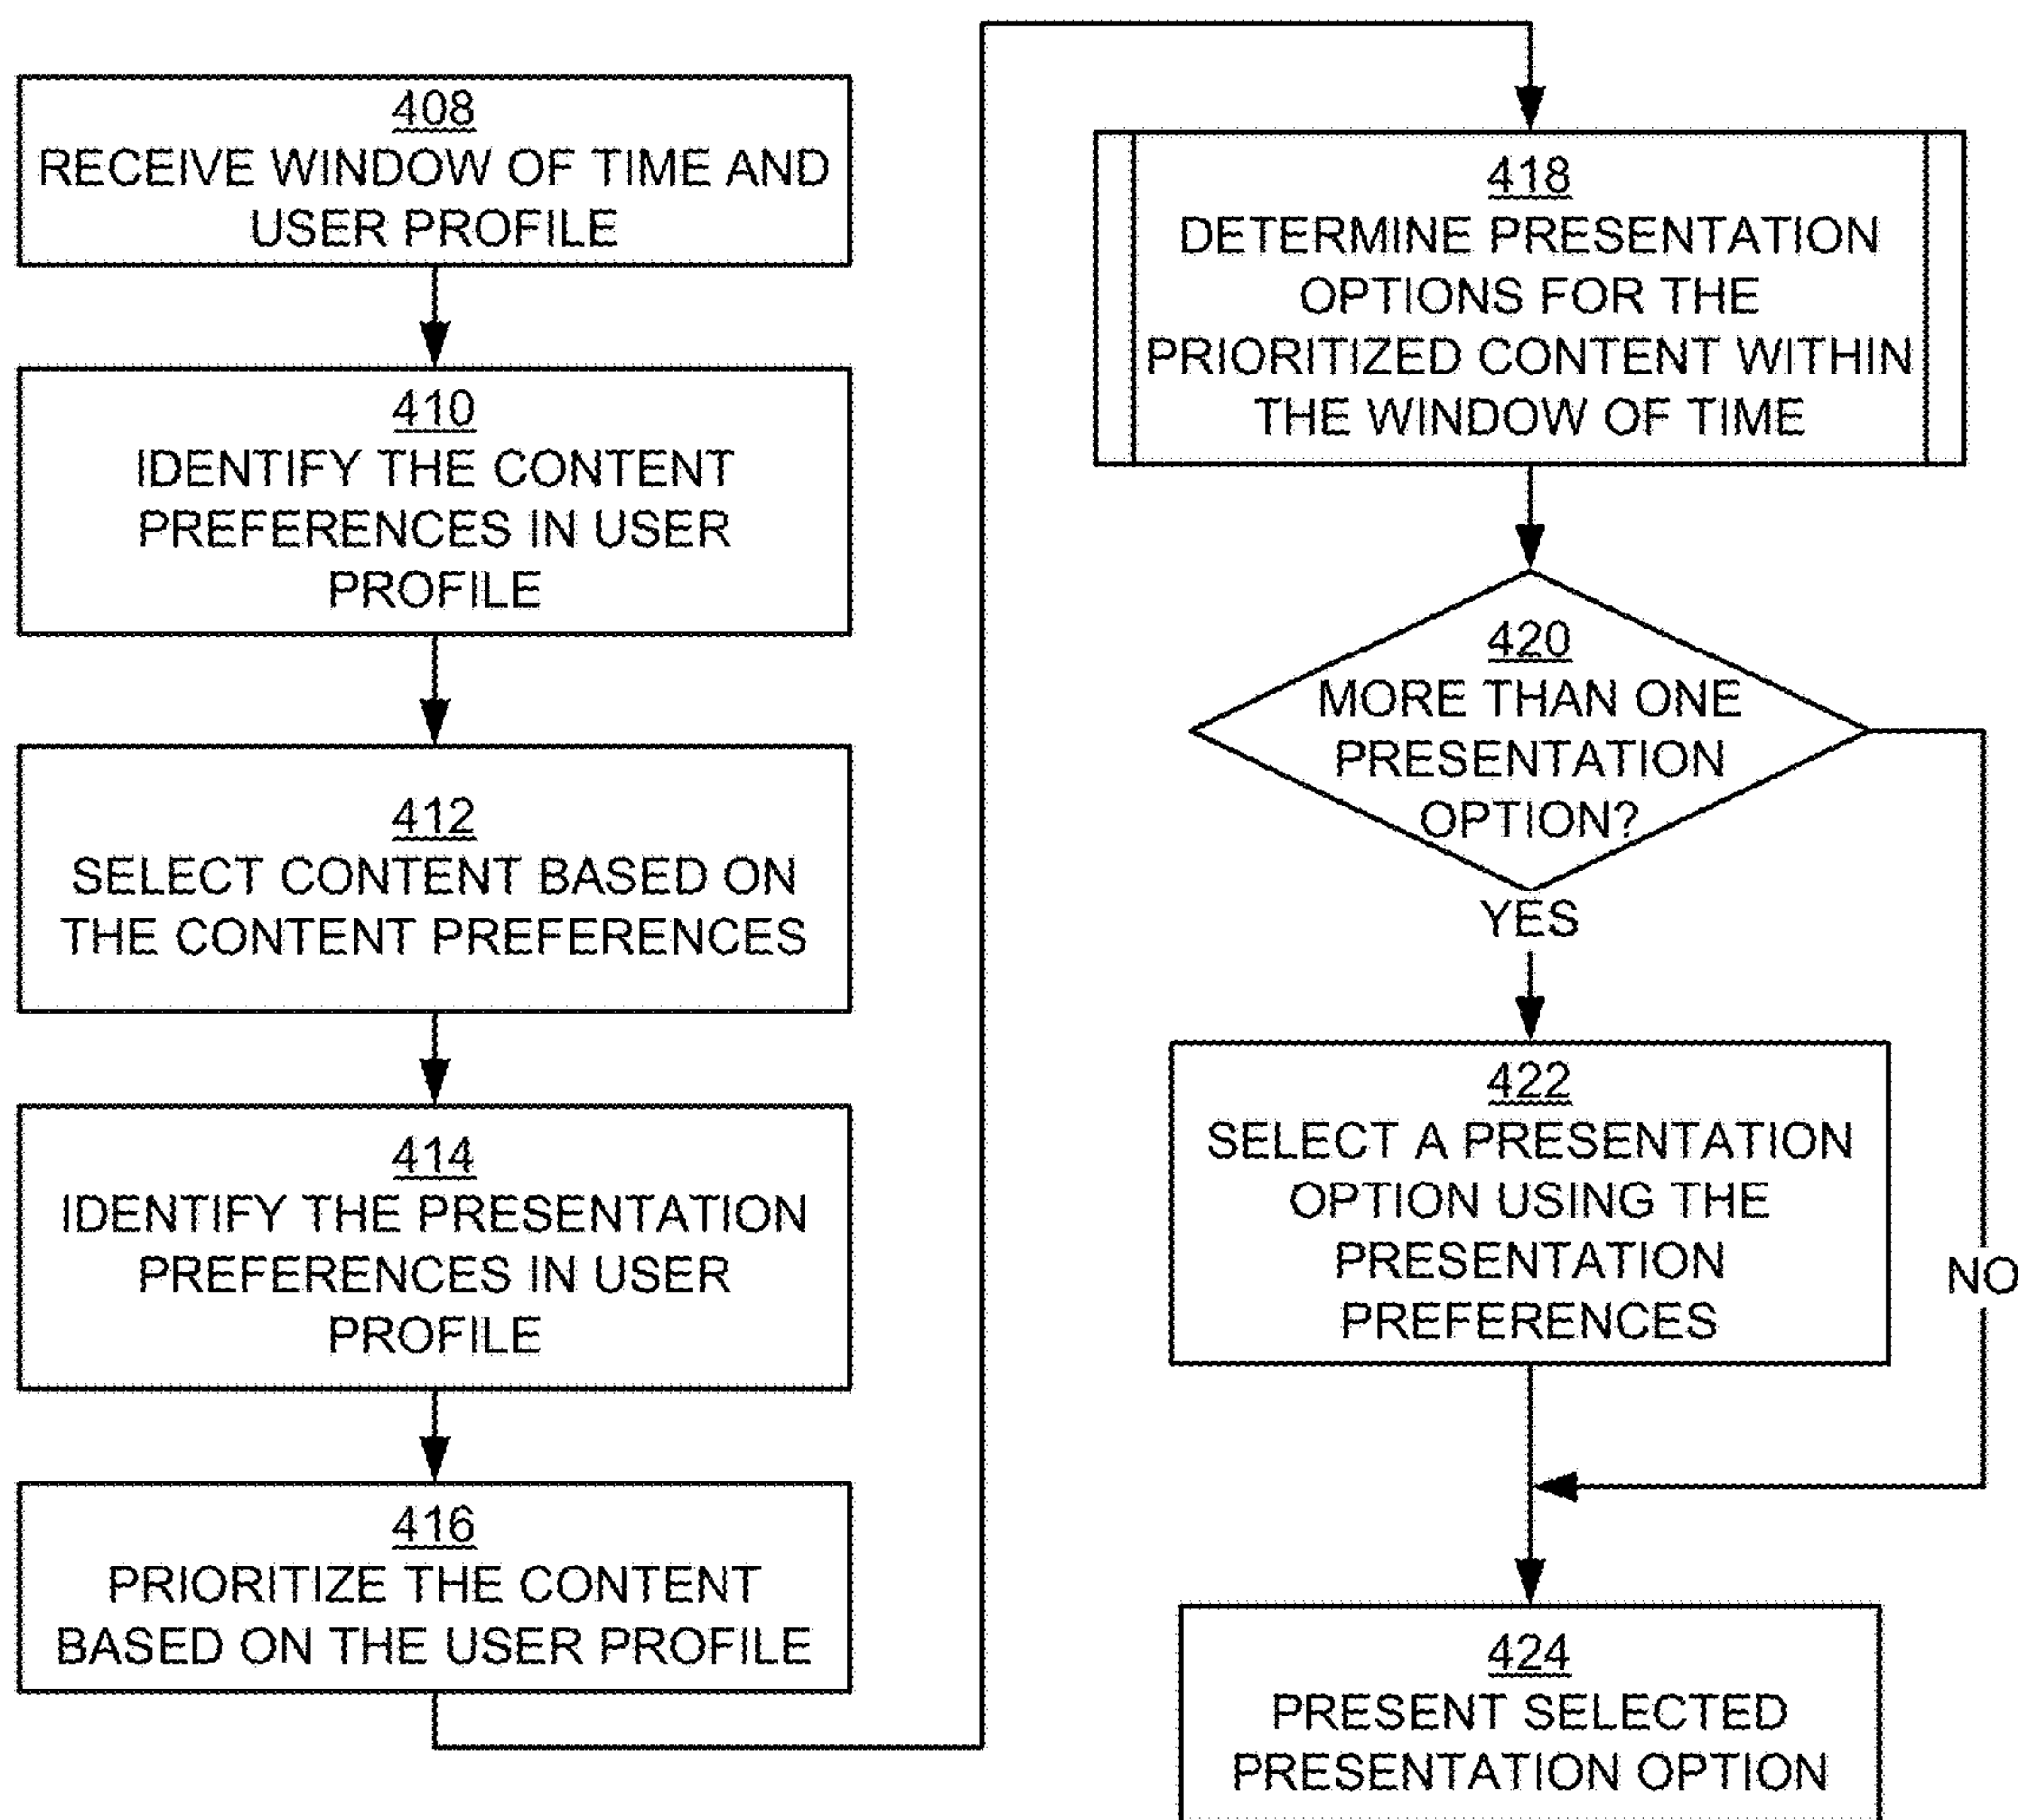 408
RECEIVE WINDOW OF TIME AND
USER PROFILE
410
IDENTIFY THE CONTENT
PREFERENCES IN USER
PROFILE
412
SELECT CONTENT BASED ON
THE CONTENT PREFERENCES
414
IDENTIFY THE PRESENTATION
PREFERENCES IN USER
PROFILE
416
PRIORITIZE THE CONTENT
BASED ON THE USER PROFILE
418
DETERMINE PRESENTATION
OPTIONS FOR THE
PRIORITIZED CONTENT WITHIN
THE WINDOW OF TIME
420
MORE THAN ONE
PRESENTATION
OPTION?
YES
422
SELECT A PRESENTATION
OPTION USING THE
PRESENTATION
PREFERENCES
NO
424
PRESENT SELECTED
PRESENTATION OPTION